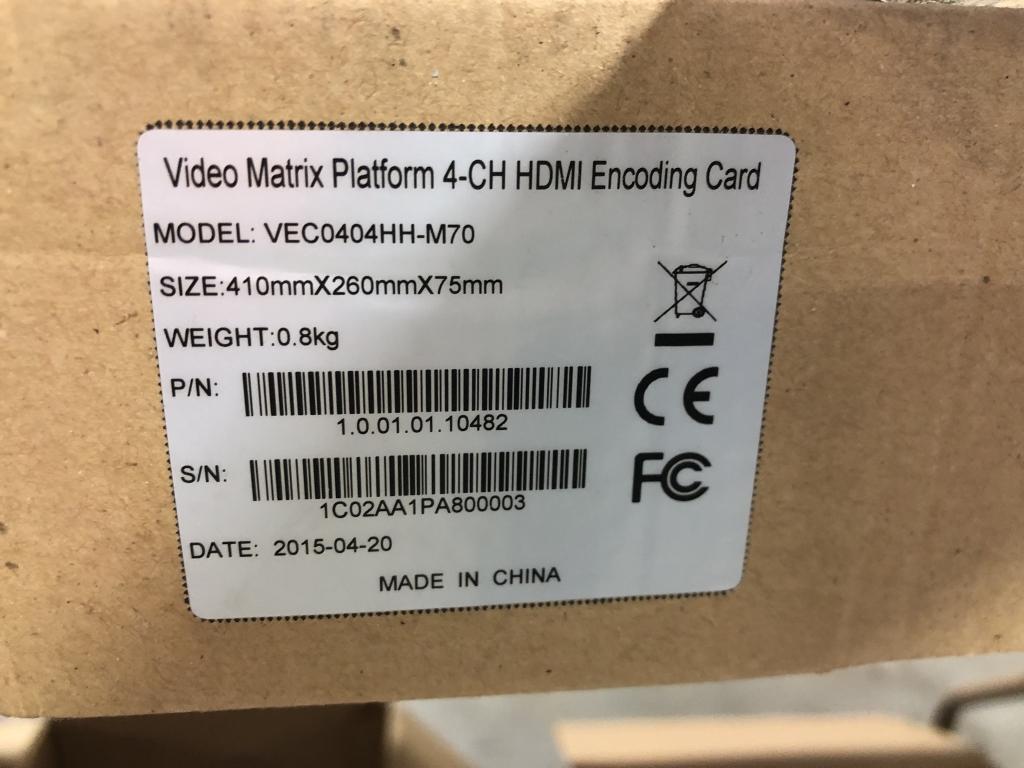 Video Matrix Platform 4-CH HDMI Encoding Card
MODEL: VEC0404HH-M70
SIZE:410mmX260mmX75mm
WEIGHT:0.8kg
P/N:
1.0.01.01.10482
S/N:
1C02AA1PA800003
DATE: 2015-04-20
MADE IN CHINA
CE
FC